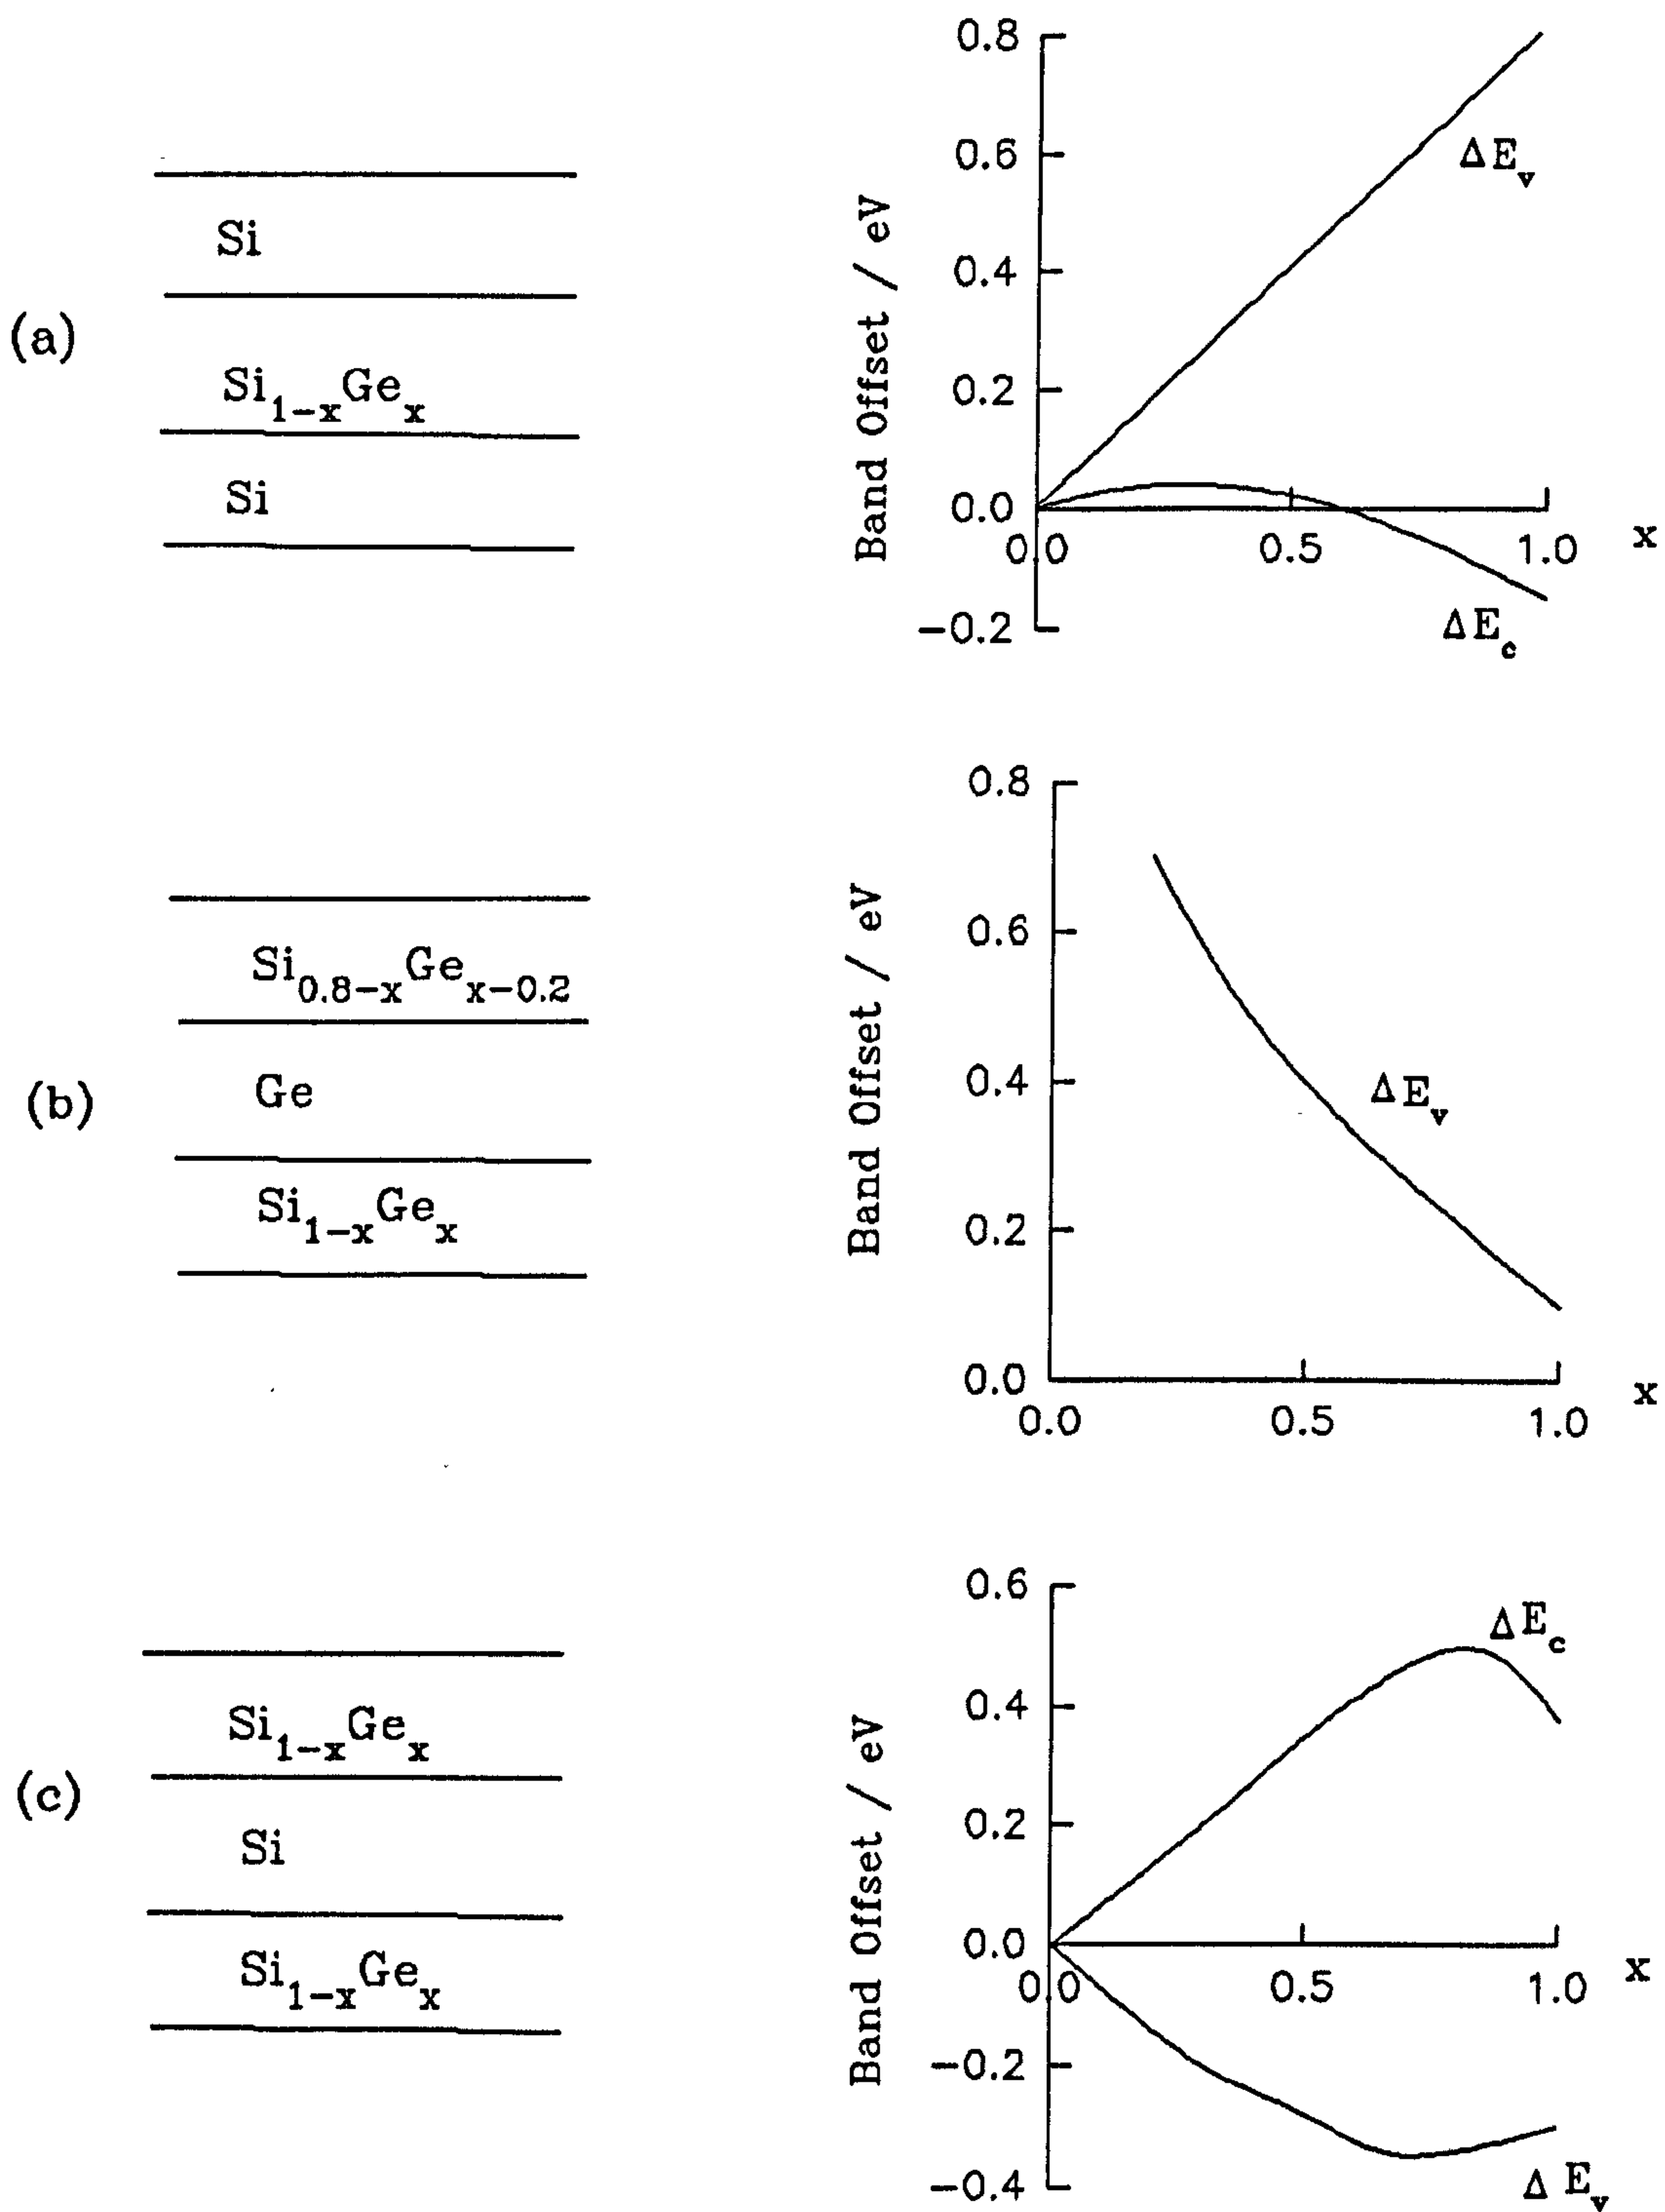 (a)
Si
Si₁₋ₓGeₓ
Si
Band Offset / eV
0.8
0.6
0.4
0.2
0.0
-0.2
0.0
0.5
1.0
x
ΔEᵥ
ΔE_c
(b)
Si₀.₈₋ₓGeₓ₋₀.₂
Ge
Si₁₋ₓGeₓ
Band Offset / eV
0.8
0.6
0.4
0.2
0.0
0.0
0.5
1.0
x
ΔEᵥ
(c)
Si₁₋ₓGeₓ
Si
Si₁₋ₓGeₓ
Band Offset / eV
0.6
0.4
0.2
0.0
-0.2
-0.4
0.0
0.5
1.0
x
ΔE_c
ΔEᵥ